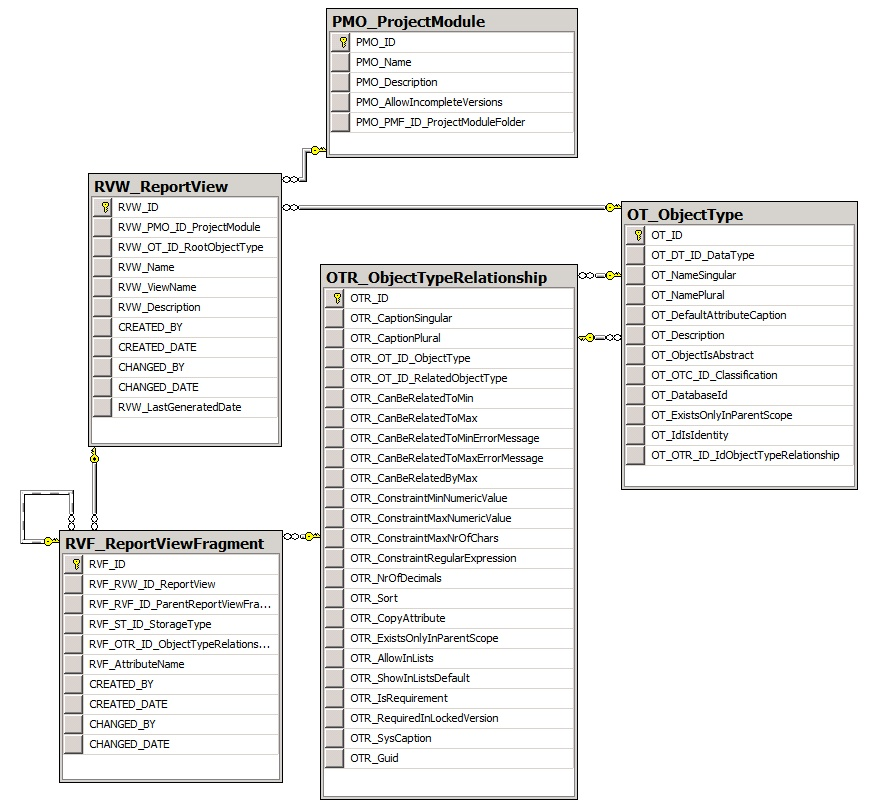 PMO_ProjectModule
PMO_ID
PMO_Name
PMO_Description
PMO_AllowIncompleteVersions
PMO_PMF_ID_ProjectModuleFolder
RVW_ReportView
RVW_ID
RVW_PMO_ID_ProjectModule
RVW_OT_ID_RootObjectType
RVW_Name
RVW_ViewName
RVW_Description
CREATED_BY
CREATED_DATE
CHANGED_BY
CHANGED_DATE
RVW_LastGeneratedDate
OT_ObjectType
OT_ID
OT_DT_ID_DataType
OT_NameSingular
OT_NamePlural
OT_DefaultAttributeCaption
OT_Description
OT_ObjectIsAbstract
OT_OTC_ID_Classification
OT_DatabaseId
OT_ExistsOnlyInParentScope
OT_IdIsIdentity
OT_OTR_ID_IdObjectTypeRelationship
OTR_ObjectTypeRelationship
OTR_ID
OTR_CaptionSingular
OTR_CaptionPlural
OTR_OT_ID_ObjectType
OTR_OT_ID_RelatedObjectType
OTR_CanBeRelatedToMin
OTR_CanBeRelatedToMax
OTR_CanBeRelatedToMinErrorMessage
OTR_CanBeRelatedToMaxErrorMessage
OTR_CanBeRelatedByMax
OTR_ConstraintMinNumericValue
OTR_ConstraintMaxNumericValue
OTR_ConstraintMaxNrOfChars
OTR_ConstraintRegularExpression
OTR_NrOfDecimals
OTR_Sort
OTR_CopyAttribute
OTR_ExistsOnlyInParentScope
OTR_AllowInLists
OTR_ShowInListsDefault
OTR_IsRequirement
OTR_RequiredInLockedVersion
OTR_SysCaption
OTR_Guid
RVF_ReportViewFragment
RVF_ID
RVF_RVW_ID_ReportView
RVF_RVF_ID_ParentReportViewFra...
RVF_ST_ID_StorageType
RVF_OTR_ID_ObjectTypeRelations...
RVF_AttributeName
CREATED_BY
CREATED_DATE
CHANGED_BY
CHANGED_DATE